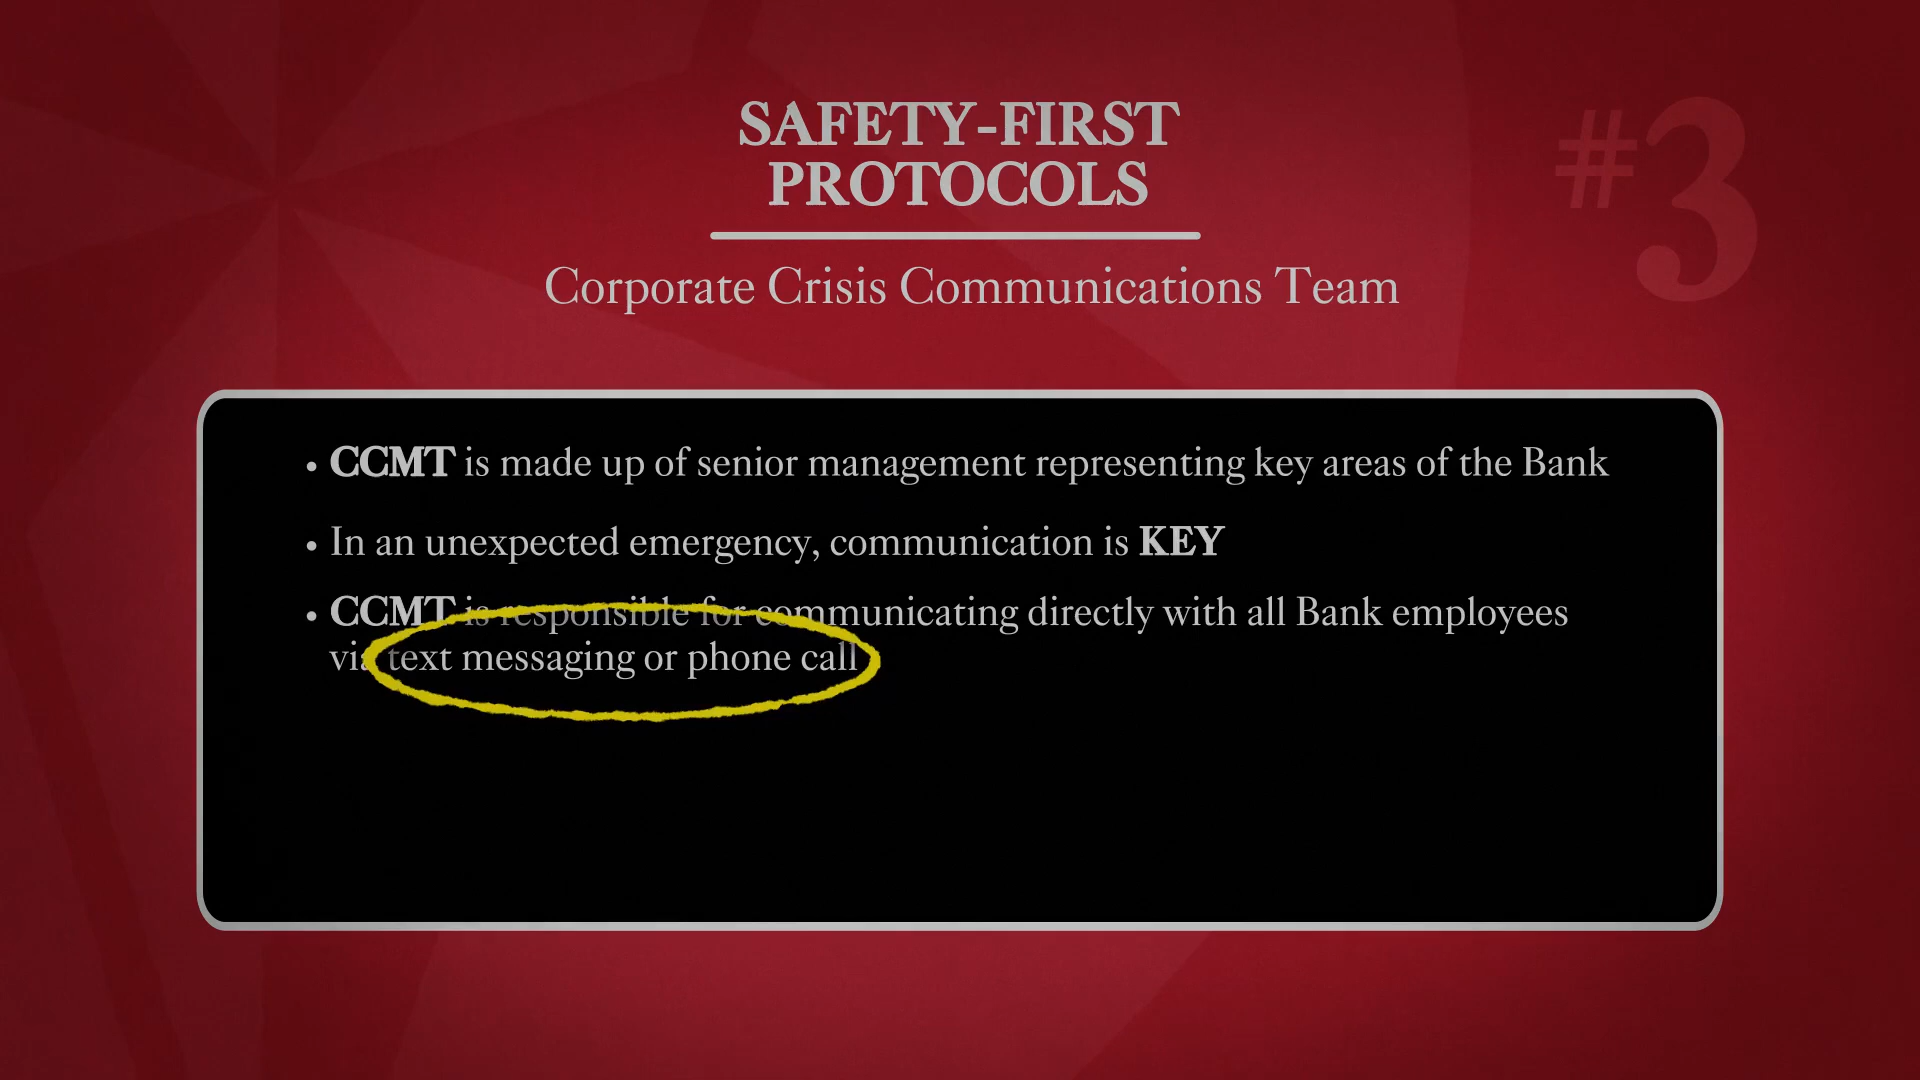 SAFETY-FIRST
PROTOCOLS
#3
Corporate Crisis Communications Team
• CCMT is made up of senior management representing key areas of the Bank
• In an unexpected emergency, communication is KEY
• CCMT is responsible for communicating directly with all Bank employees
via text messaging or phone call